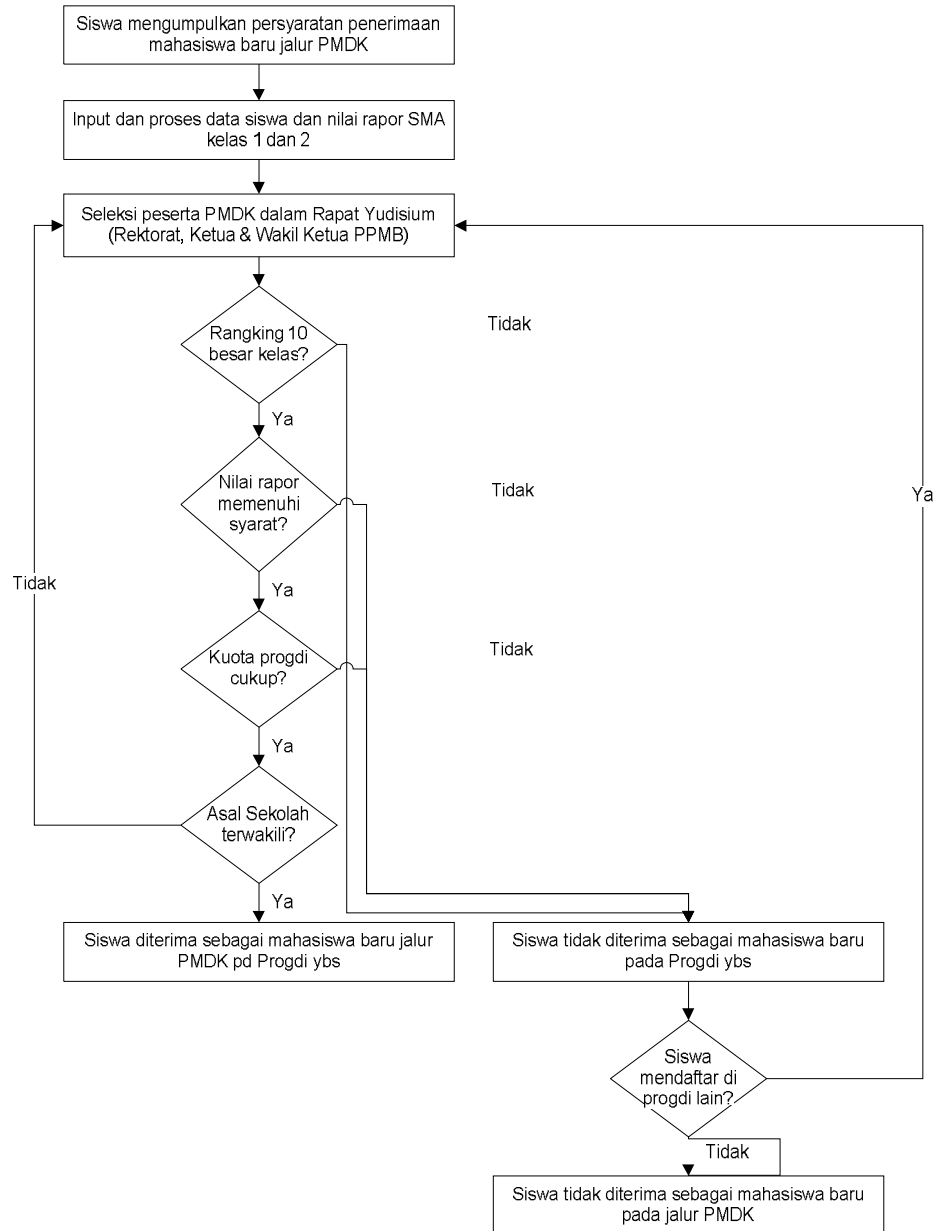 Siswa mengumpulkan persyaratan penerimaan
mahasiswa baru jalur PMDK
Input dan proses data siswa dan nilai rapor SMA
kelas 1 dan 2
Seleksi peserta PMDK dalam Rapat Yudisium
(Rektorat, Ketua & Wakil Ketua PPMB)
Rangking 10
besar kelas?
Tidak
Ya
Nilai rapor
memenuhi
syarat?
Tidak
Ya
Tidak
Ya
Kuota progdi
cukup?
Tidak
Ya
Asal Sekolah
terwakili?
Ya
Siswa diterima sebagai mahasiswa baru jalur
PMDK pd Progdi ybs
Siswa tidak diterima sebagai mahasiswa baru
pada Progdi ybs
Siswa
mendaftar di
progdi lain?
Tidak
Siswa tidak diterima sebagai mahasiswa baru
pada jalur PMDK